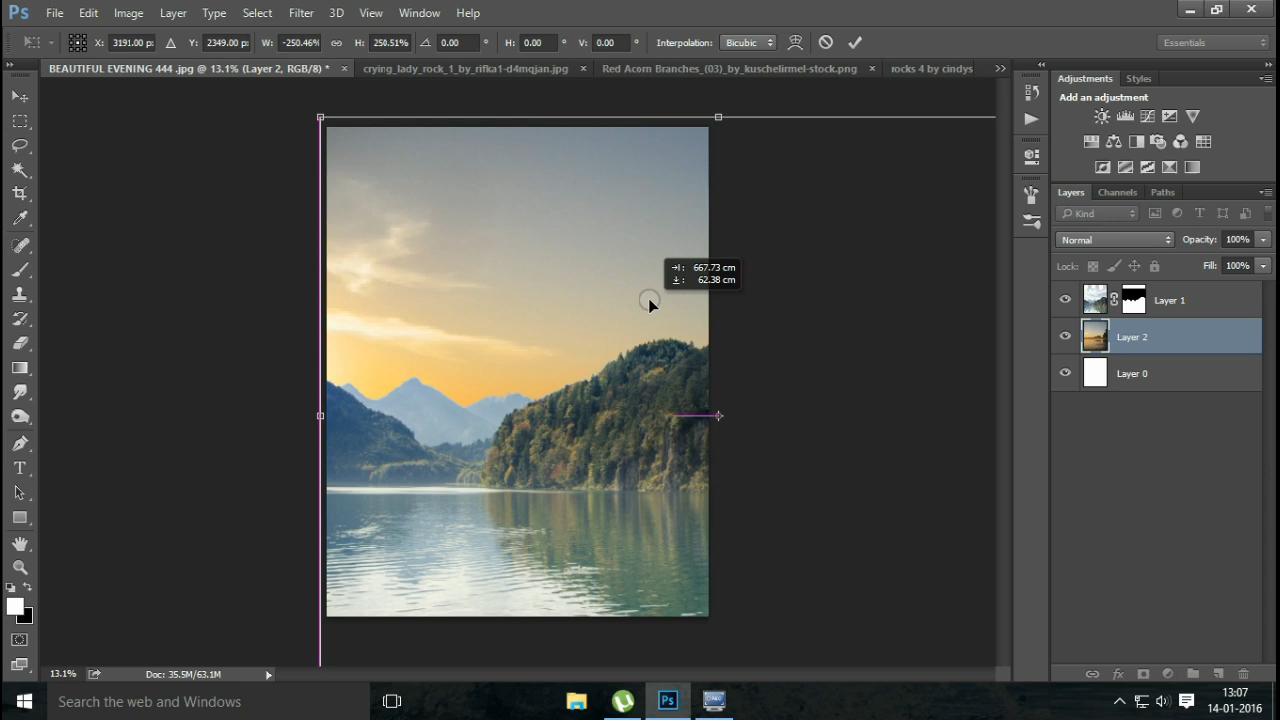 Ps File Edit Image Layer Type Select Filter 3D View Window Help
X: 3191.00 px Y: 2349.00 px W: -250.46% H: 250.51% 0.00 ° H: 0.00 ° V: 0.00 ° Interpolation: Bicubic Essentials
BEAUTIFUL EVENING 444 .jpg @ 13.1% (Layer 2, RGB/8) * × crying_lady_rock_1_by_rifka1-d4mqjan.jpg × Red Acorn Branches_(03)_by_kuschelirmel-stock.png × rocks 4 by cindys
Adjustments Styles
Add an adjustment
Layers Channels Paths
Kind
Normal Opacity: 100%
Lock: Fill: 100%
Layer 1
Layer 2
Layer 0
667.73 cm
62.38 cm
T
13.1% Doc: 35.5M/63.1M
Search the web and Windows
Ps
13:07
14-01-2016